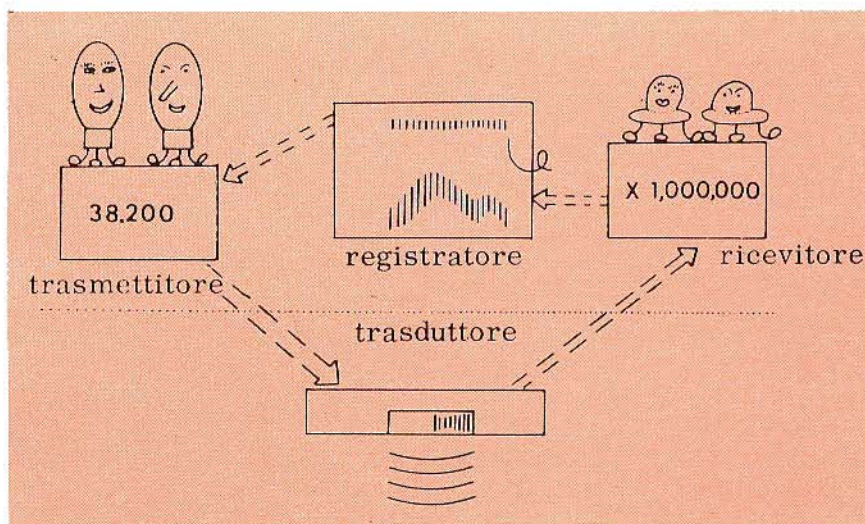 38.200
X 1,000,000
registratore
ricevitore
trasmettitore
trasduttore